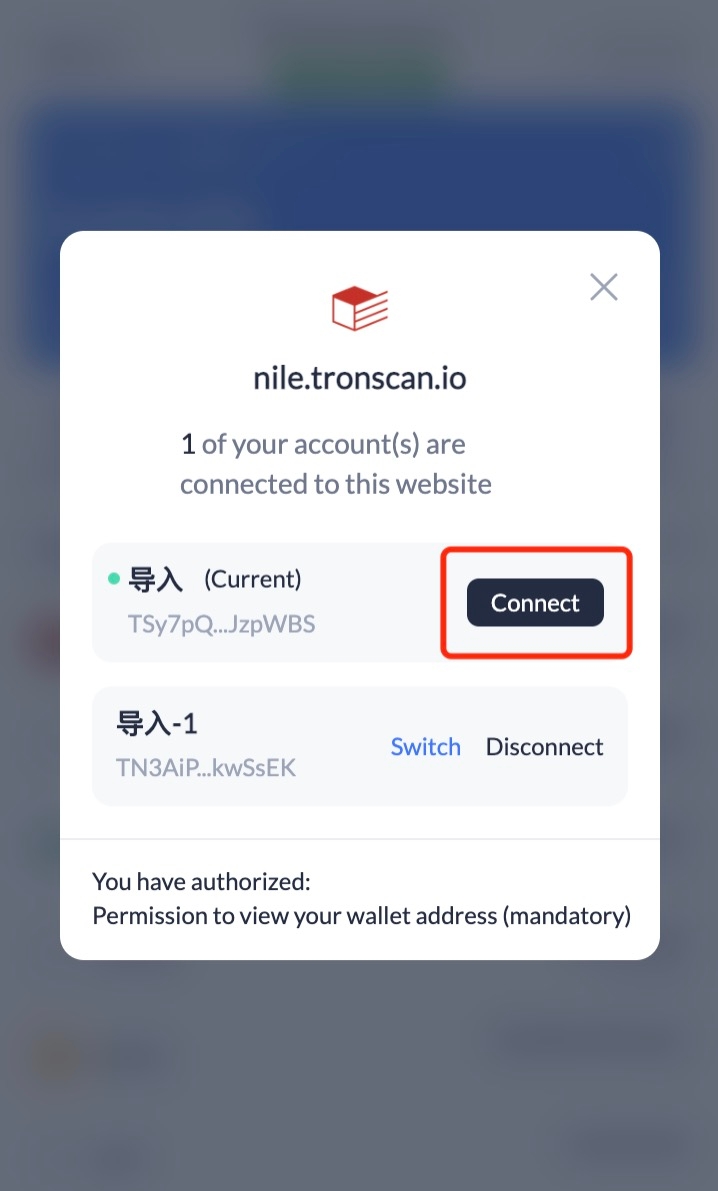 nile.tronscan.io
1 of your account(s) are
connected to this website
导入 (Current)
Connect
TSy7pQ...JzpWBS
导入-1
Switch Disconnect
TN3AiP...kwSsEK
You have authorized:
Permission to view your wallet address (mandatory)